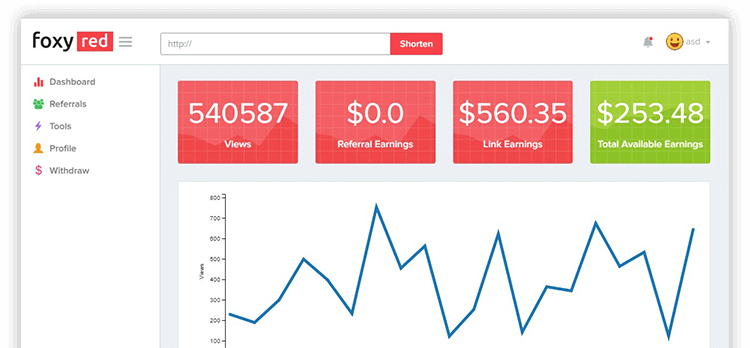 foxy red
http://
Shorten
asd
Dashboard
Referrals
Tools
Profile
$ Withdraw
540587
Views
$0.0
Referral Earnings
$560.35
Link Earnings
$253.48
Total Available Earnings
800
700
600
500
400
300
200
100
Views